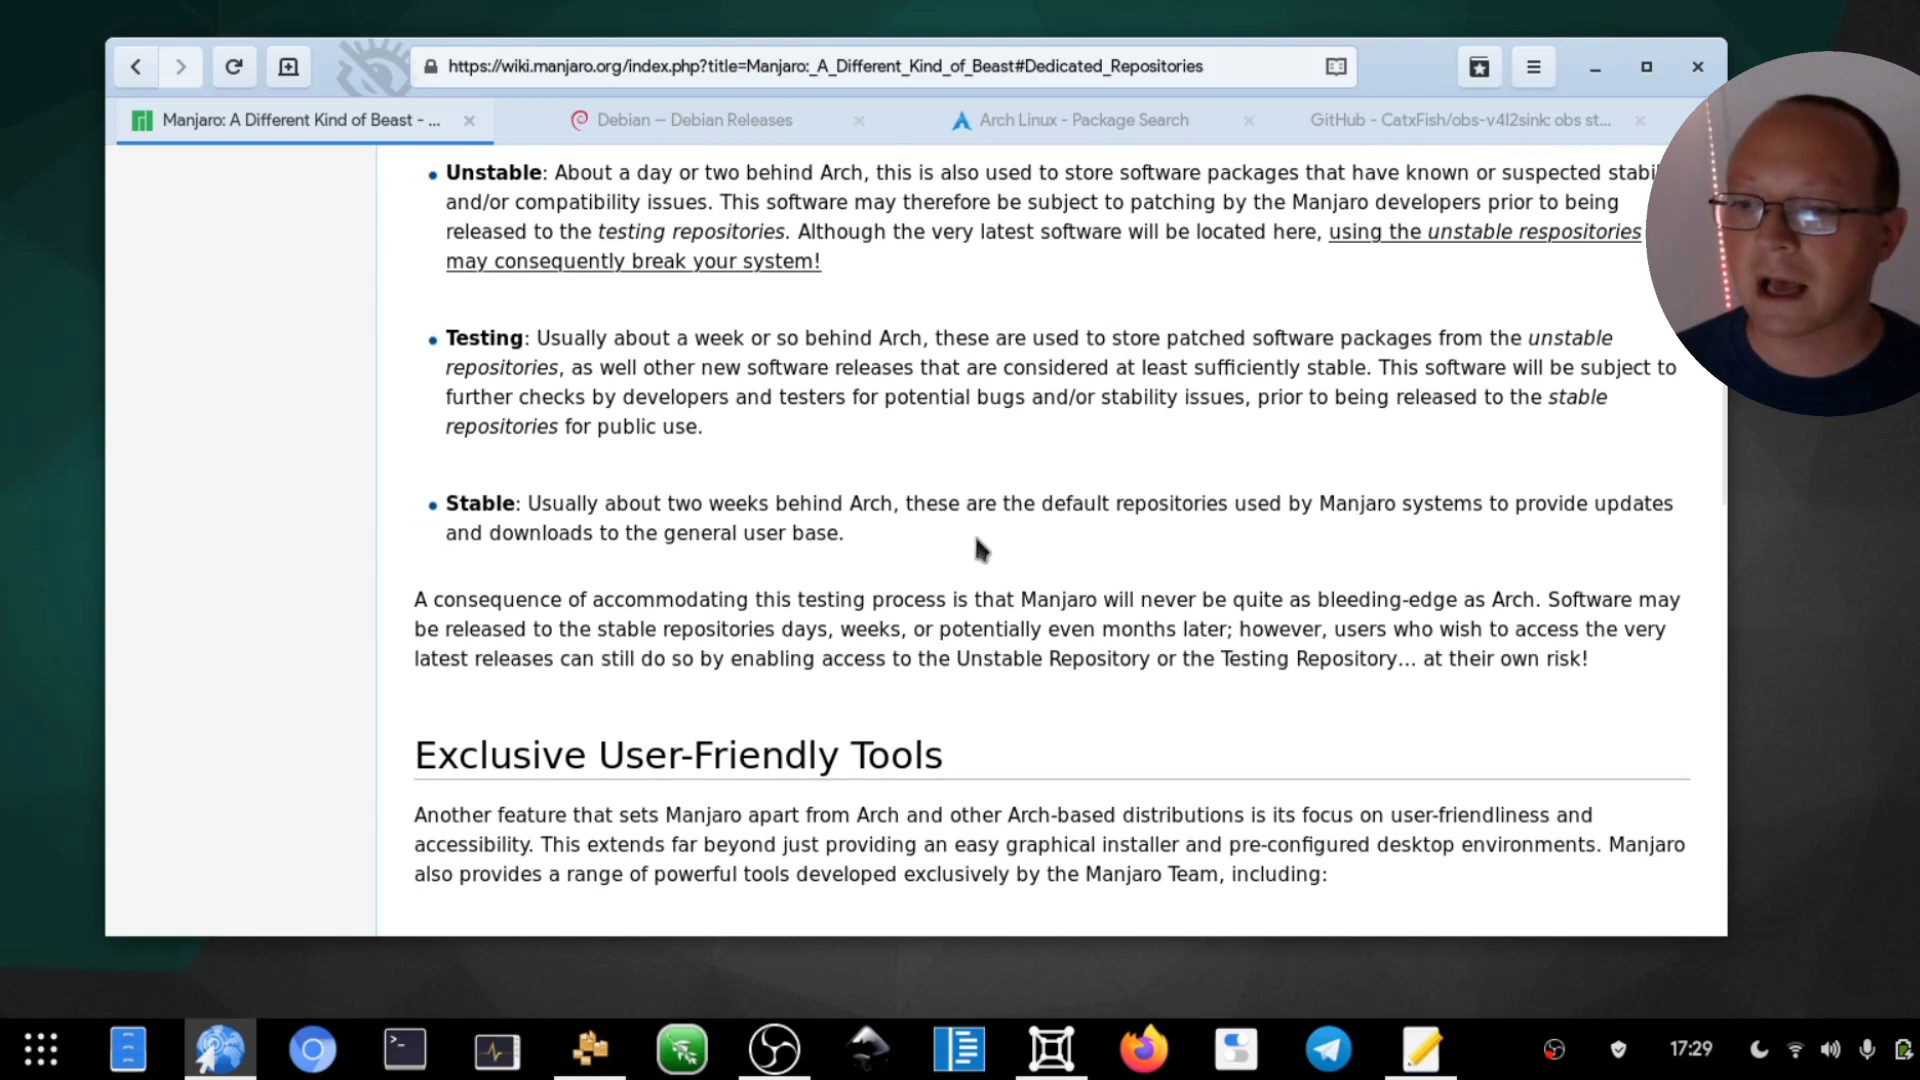 https://wiki.manjaro.org/index.php?title=Manjaro:_A_Different_Kind_of_Beast#Dedicated_Repositories
Manjaro: A Different Kind of Beast - ...
Debian — Debian Releases
Arch Linux - Package Search
GitHub - CatxFish/obs-v4l2sink: obs st...
Unstable: About a day or two behind Arch, this is also used to store software packages that have known or suspected stabi
and/or compatibility issues. This software may therefore be subject to patching by the Manjaro developers prior to being
released to the testing repositories. Although the very latest software will be located here, using the unstable respositories
may consequently break your system!
Testing: Usually about a week or so behind Arch, these are used to store patched software packages from the unstable
repositories, as well other new software releases that are considered at least sufficiently stable. This software will be subject to
further checks by developers and testers for potential bugs and/or stability issues, prior to being released to the stable
repositories for public use.
Stable: Usually about two weeks behind Arch, these are the default repositories used by Manjaro systems to provide updates
and downloads to the general user base.
A consequence of accommodating this testing process is that Manjaro will never be quite as bleeding-edge as Arch. Software may
be released to the stable repositories days, weeks, or potentially even months later; however, users who wish to access the very
latest releases can still do so by enabling access to the Unstable Repository or the Testing Repository... at their own risk!
Exclusive User-Friendly Tools
Another feature that sets Manjaro apart from Arch and other Arch-based distributions is its focus on user-friendliness and
accessibility. This extends far beyond just providing an easy graphical installer and pre-configured desktop environments. Manjaro
also provides a range of powerful tools developed exclusively by the Manjaro Team, including:
17:29